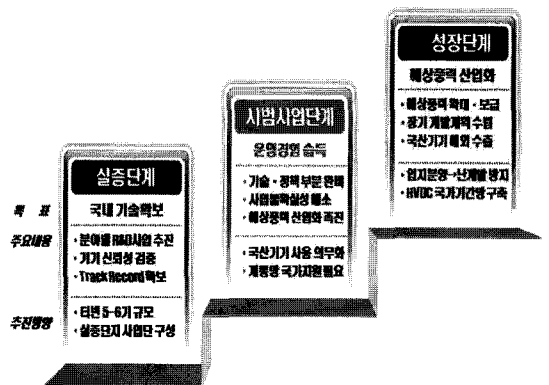 성장단계
해상풍력 산업화
• 해상풍력 확대 • 보급
• 장기 개발계획 수립
• 국산기기 해외 수출
• 입지분양→난개발 방지
• HVDC 국가기간망 구축
시범사업단계
운영경험 습득
• 기술 • 정책 부분 완비
• 사업불확실성 해소
• 해상풍력 산업화 촉진
• 국산기기 사용 의무화
• 계통망 국가지원 필요
실증단계
목 표
국내 기술확보
주요내용
• 분야별 R&D사업 추진
• 기기 신뢰성 검증
• Track Record 확보
추진방향
• 터빈 5~6기 규모
• 실증단지 사업단 구성